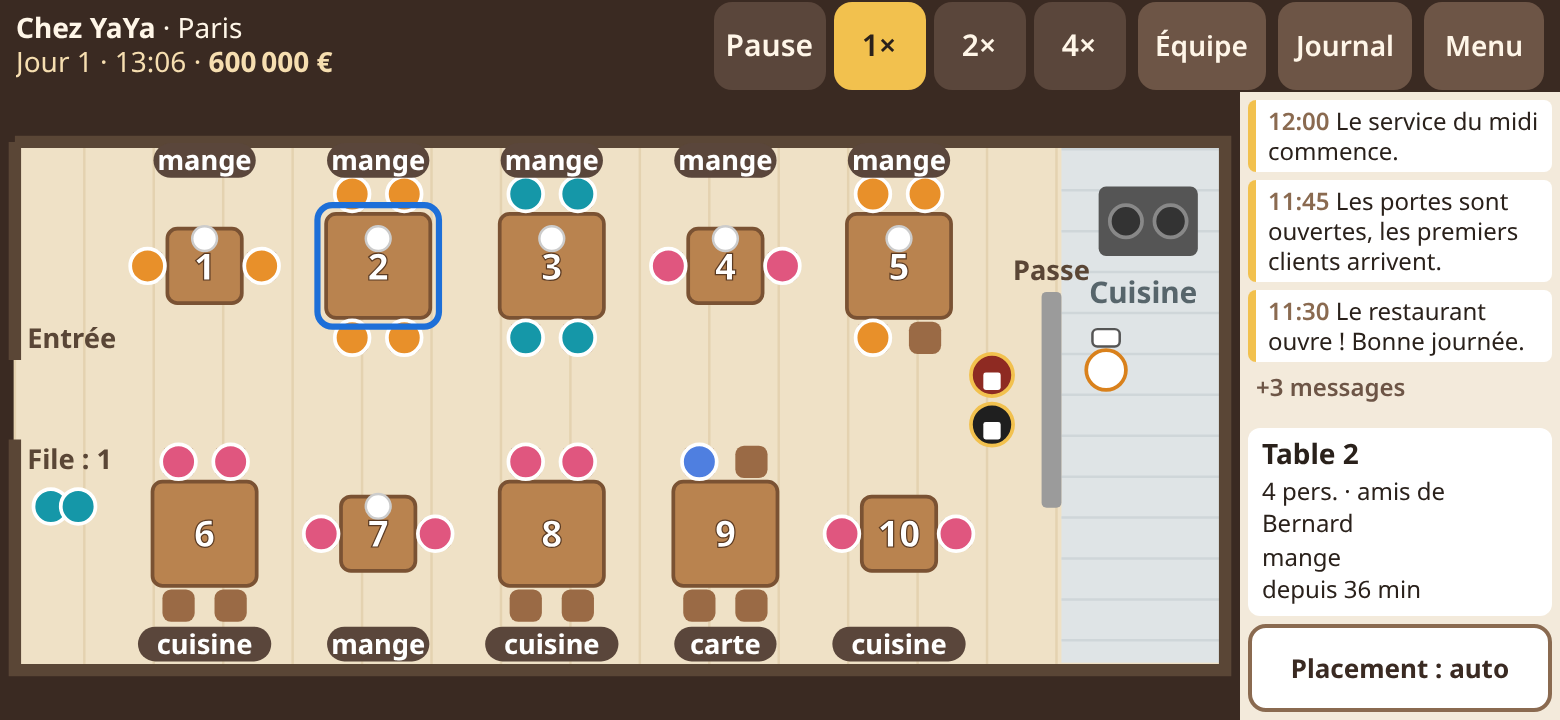 Chez YaYa · Paris
Jour 1 · 13:06 · 600 000 €
Pause
1×
2×
4×
Équipe
Journal
Menu
mange
mange
mange
mange
mange
1
2
3
4
5
Passe
Cuisine
Entrée
File : 1
6
7
8
9
10
cuisine
mange
cuisine
carte
cuisine
12:00 Le service du midi
commence.
11:45 Les portes sont
ouvertes, les premiers
clients arrivent.
11:30 Le restaurant
ouvre ! Bonne journée.
+3 messages
Table 2
4 pers. · amis de
Bernard
mange
depuis 36 min
Placement : auto